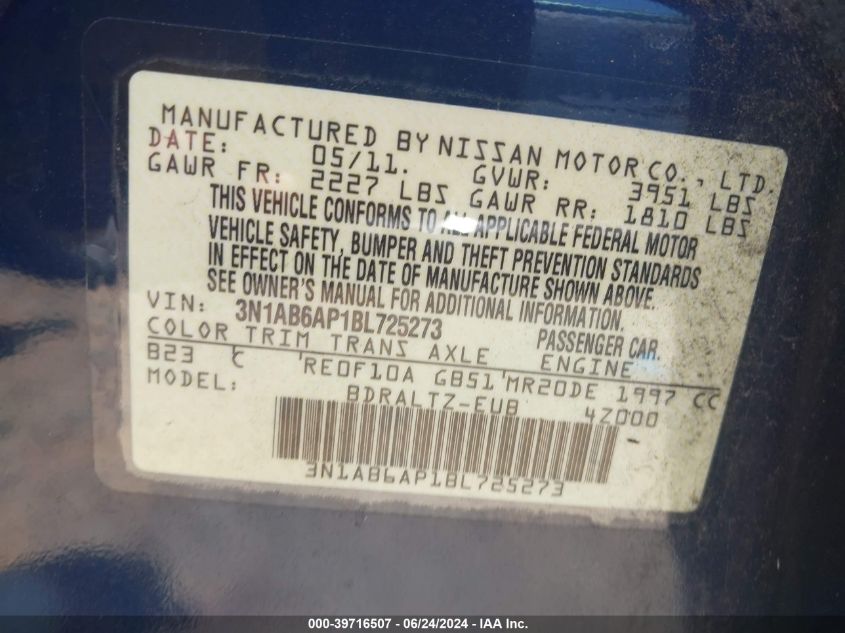 MANUFACTURED BY NISSAN MOTOR CO., LTD.
DATE: 05/11. GVWR: 3951 LBS
GAWR FR: 2227 LBS GAWR RR: 1810 LBS
THIS VEHICLE CONFORMS TO ALL APPLICABLE FEDERAL MOTOR
VEHICLE SAFETY, BUMPER AND THEFT PREVENTION STANDARDS
IN EFFECT ON THE DATE OF MANUFACTURE SHOWN ABOVE.
SEE OWNER'S MANUAL FOR ADDITIONAL INFORMATION.
VIN: 3N1AB6AP1BL725273 PASSENGER CAR.
COLOR TRIM TRANS AXLE ENGINE
B23 C RE0F10A GB51 MR20DE 1997 CC
MODEL: BDRALTZ-EUB 4Z000
3N1AB6AP1BL725273
000-39716507 - 06/24/2024 - IAA Inc.